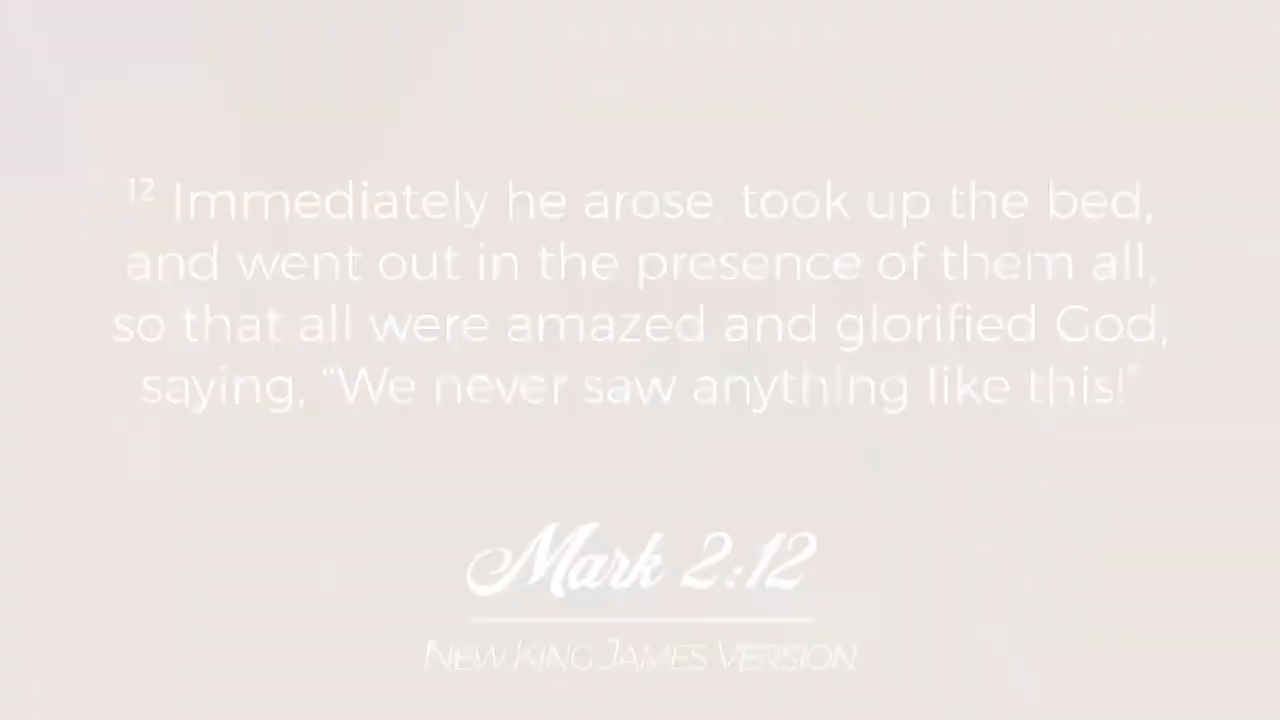 12 Immediately he arose, took up the bed,
and went out in the presence of them all,
so that all were amazed and glorified God,
saying, “We never saw anything like this!”
Mark 2:12
NEW KING JAMES VERSION